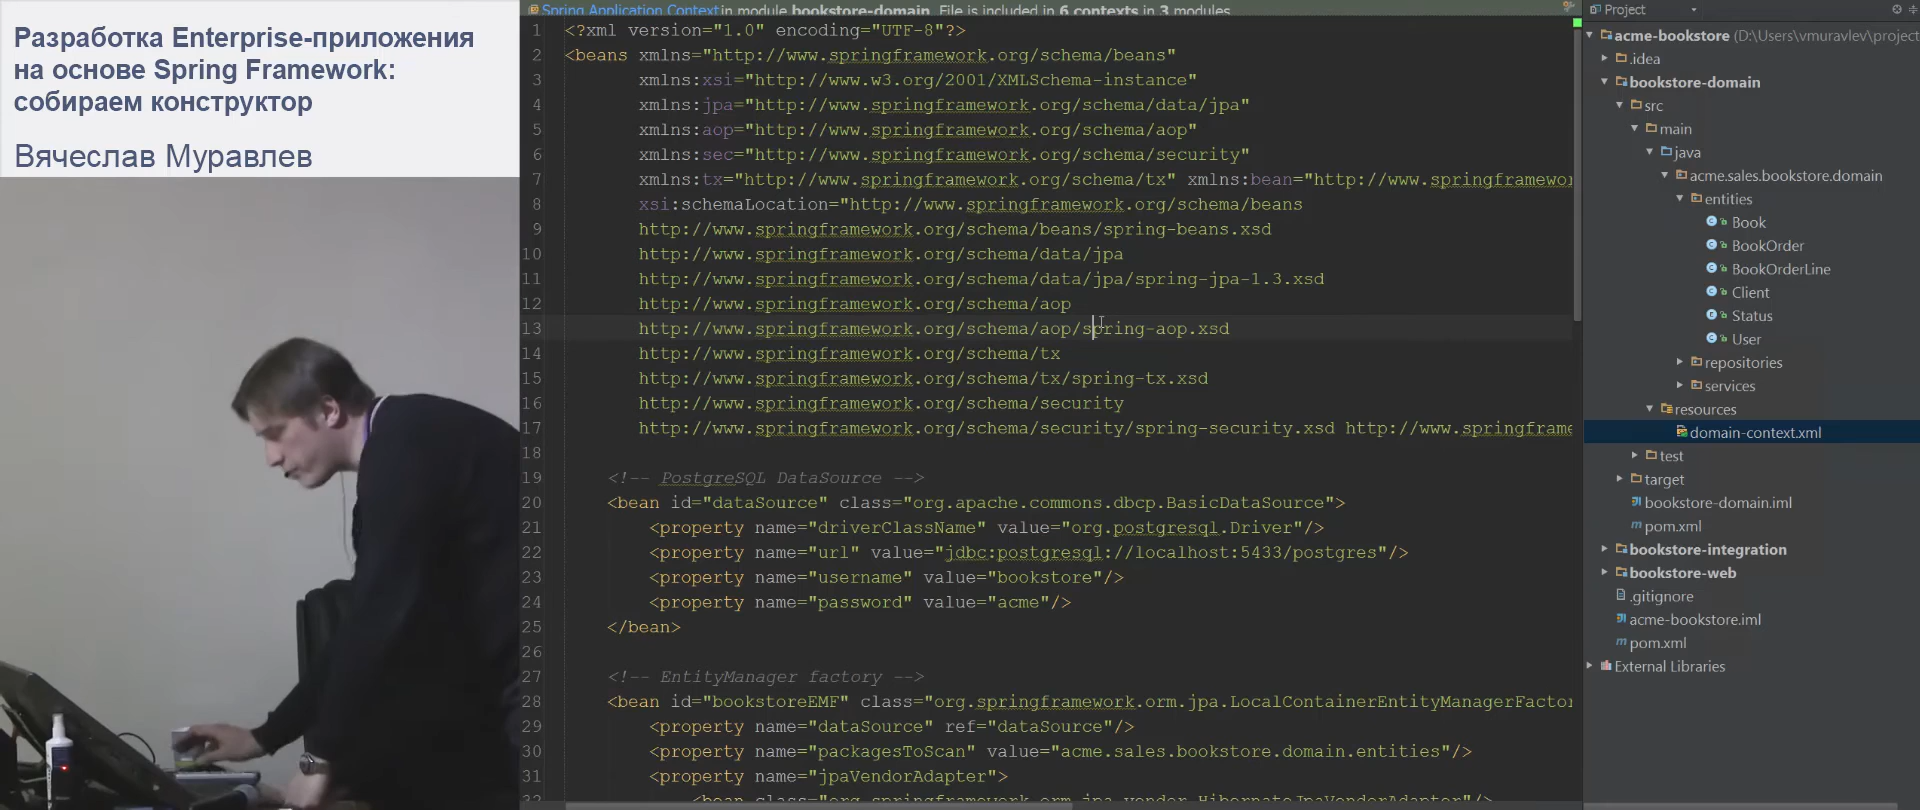 Разработка Enterprise-приложения
на основе Spring Framework:
собираем конструктор
Вячеслав Муравлев
Spring Application Context in module bookstore-domain. File is included in 6 contexts in 3 modules
1 <?xml version="1.0" encoding="UTF-8"?>
2 <beans xmlns="http://www.springframework.org/schema/beans"
3 xmlns:xsi="http://www.w3.org/2001/XMLSchema-instance"
4 xmlns:jpa="http://www.springframework.org/schema/data/jpa"
5 xmlns:aop="http://www.springframework.org/schema/aop"
6 xmlns:sec="http://www.springframework.org/schema/security"
7 xmlns:tx="http://www.springframework.org/schema/tx" xmlns:bean="http://www.springframewor
8 xsi:schemaLocation="http://www.springframework.org/schema/beans
9 http://www.springframework.org/schema/beans/spring-beans.xsd
10 http://www.springframework.org/schema/data/jpa
11 http://www.springframework.org/schema/data/jpa/spring-jpa-1.3.xsd
12 http://www.springframework.org/schema/aop
13 http://www.springframework.org/schema/aop/spring-aop.xsd
14 http://www.springframework.org/schema/tx
15 http://www.springframework.org/schema/tx/spring-tx.xsd
16 http://www.springframework.org/schema/security
17 http://www.springframework.org/schema/security/spring-security.xsd http://www.springframe
18
19 <!-- PostgreSQL DataSource -->
20 <bean id="dataSource" class="org.apache.commons.dbcp.BasicDataSource">
21 <property name="driverClassName" value="org.postgresql.Driver"/>
22 <property name="url" value="jdbc:postgresql://localhost:5433/postgres"/>
23 <property name="username" value="bookstore"/>
24 <property name="password" value="acme"/>
25 </bean>
26
27 <!-- EntityManager factory -->
28 <bean id="bookstoreEMF" class="org.springframework.orm.jpa.LocalContainerEntityManagerFactor
29 <property name="dataSource" ref="dataSource"/>
30 <property name="packagesToScan" value="acme.sales.bookstore.domain.entities"/>
31 <property name="jpaVendorAdapter">
32 <bean class="org.springframework.orm.jpa.vendor.HibernateJpaVendorAdapter"/>
Project
acme-bookstore (D:\Users\vmuravlev\project
.idea
bookstore-domain
src
main
java
acme.sales.bookstore.domain
entities
Book
BookOrder
BookOrderLine
Client
Status
User
repositories
services
resources
domain-context.xml
test
target
bookstore-domain.iml
pom.xml
bookstore-integration
bookstore-web
.gitignore
acme-bookstore.iml
pom.xml
External Libraries